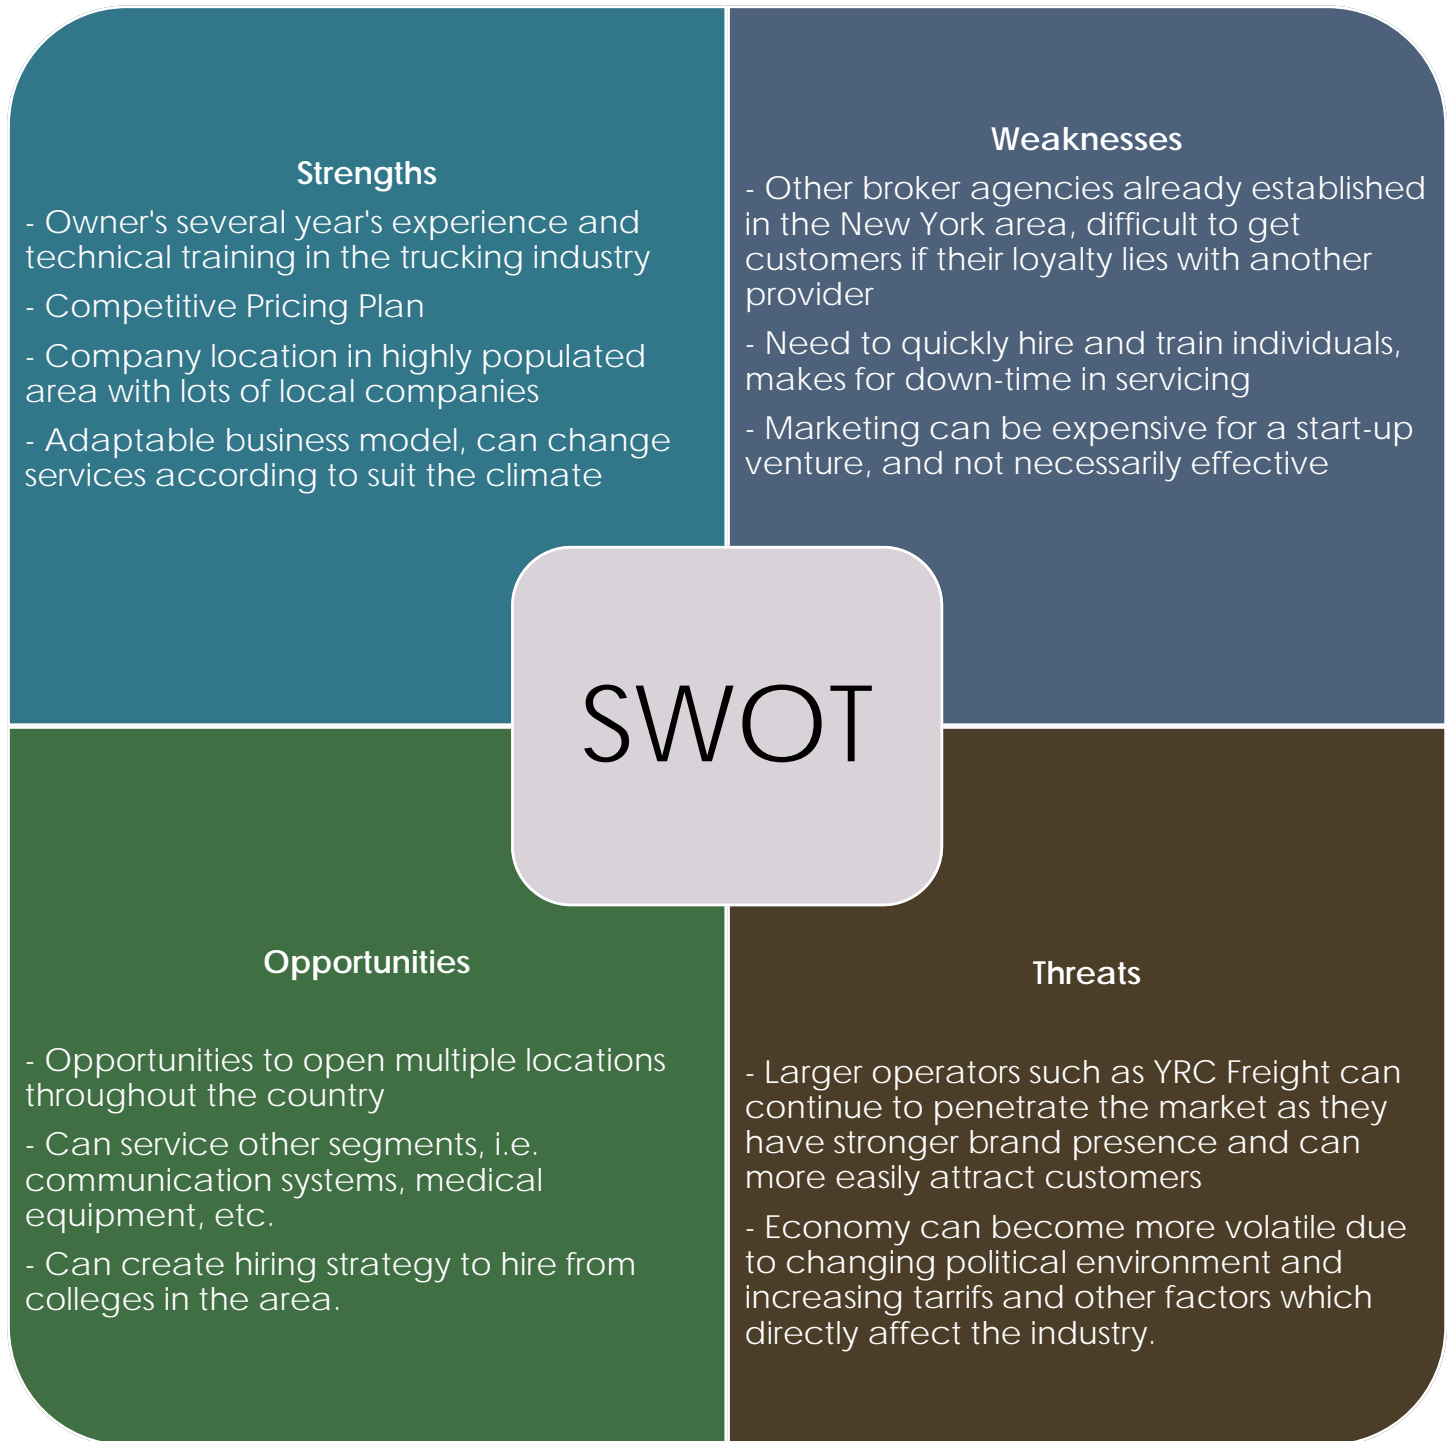 Strengths
- Owner's several year's experience and
technical training in the trucking industry
- Competitive Pricing Plan
- Company location in highly populated
area with lots of local companies
- Adaptable business model, can change
services according to suit the climate
Weaknesses
- Other broker agencies already established
in the New York area, difficult to get
customers if their loyalty lies with another
provider
- Need to quickly hire and train individuals,
makes for down-time in servicing
- Marketing can be expensive for a start-up
venture, and not necessarily effective
SWOT
Opportunities
- Opportunities to open multiple locations
throughout the country
- Can service other segments, i.e.
communication systems, medical
equipment, etc.
- Can create hiring strategy to hire from
colleges in the area.
Threats
- Larger operators such as YRC Freight can
continue to penetrate the market as they
have stronger brand presence and can
more easily attract customers
- Economy can become more volatile due
to changing political environment and
increasing tarrifs and other factors which
directly affect the industry.